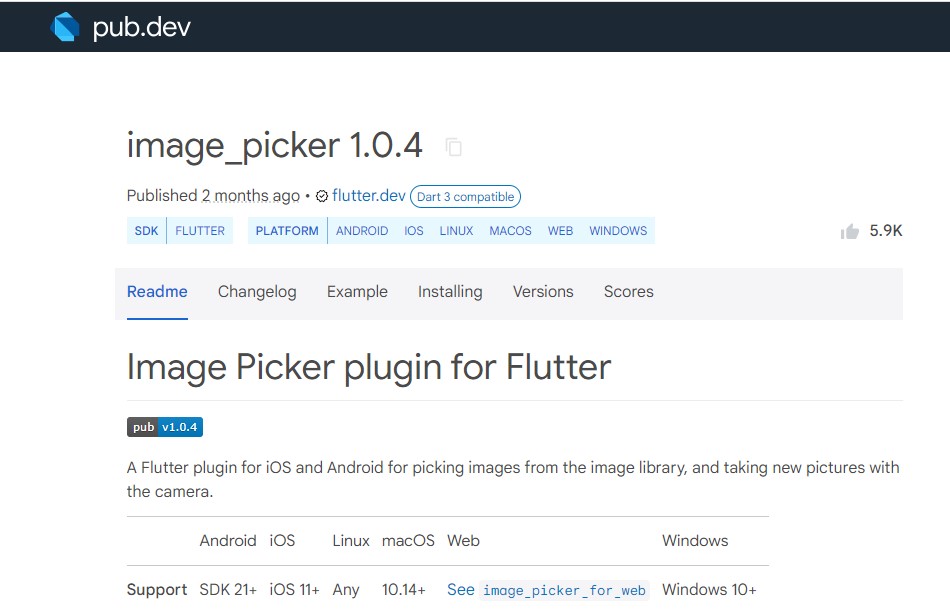 pub.dev
image_picker 1.0.4
Published 2 months ago • flutter.dev Dart 3 compatible
SDK FLUTTER PLATFORM ANDROID IOS LINUX MACOS WEB WINDOWS 5.9K
Readme Changelog Example Installing Versions Scores
Image Picker plugin for Flutter
pub v1.0.4
A Flutter plugin for iOS and Android for picking images from the image library, and taking new pictures with
the camera.
Android iOS Linux macOS Web Windows
Support SDK 21+ iOS 11+ Any 10.14+ See image_picker_for_web Windows 10+